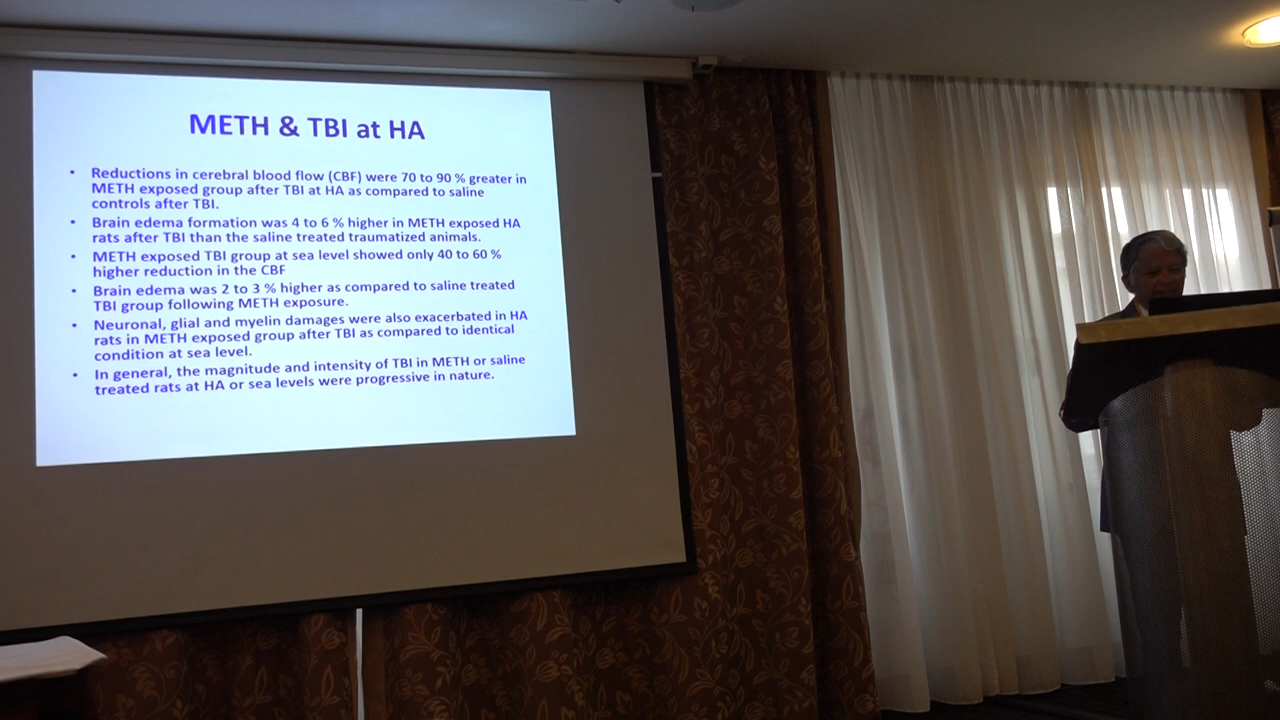 METH & TBI at HA
• Reductions in cerebral blood flow (CBF) were 70 to 90 % greater in
METH exposed group after TBI at HA as compared to saline
controls after TBI.
• Brain edema formation was 4 to 6 % higher in METH exposed HA
rats after TBI than the saline treated traumatized animals.
• METH exposed TBI group at sea level showed only 40 to 60 %
higher reduction in the CBF
• Brain edema was 2 to 3 % higher as compared to saline treated
TBI group following METH exposure.
• Neuronal, glial and myelin damages were also exacerbated in HA
rats in METH exposed group after TBI as compared to identical
condition at sea level.
• In general, the magnitude and intensity of TBI in METH or saline
treated rats at HA or sea levels were progressive in nature.